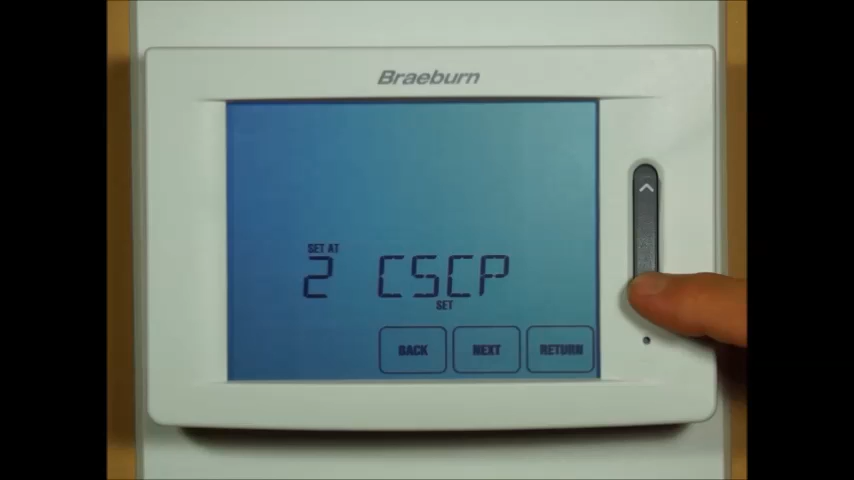 Braeburn
SET AT
2 CSCP
SET
BACK NEXT RETURN